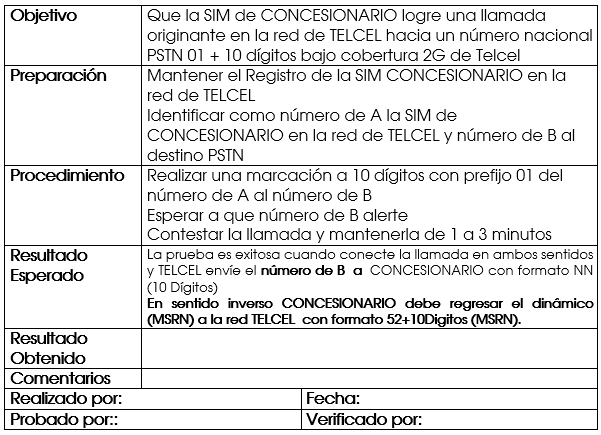 Objetivo
Que la SIM de CONCESIONARIO logre una llamada
originante en la red de TELCEL hacia un número nacional
PSTN 01 + 10 dígitos bajo cobertura 2G de Telcel
Preparación
Mantener el Registro de la SIM CONCESIONARIO en la
red de TELCEL
Identificar como número de A la SIM de
CONCESIONARIO en la red de TELCEL y número de B al
destino PSTN
Procedimiento
Realizar una marcación a 10 dígitos con prefijo 01 del
número de A al número de B
Esperar a que número de B alerte
Contestar la llamada y mantenerla de 1 a 3 minutos
Resultado
Esperado
La prueba es exitosa cuando conecte la llamada en ambos sentidos
y TELCEL envíe el número de B a CONCESIONARIO con formato NN
(10 Dígitos)
En sentido inverso CONCESIONARIO debe regresar el dinámico
(MSRN) a la red TELCEL con formato 52+10Digitos (MSRN).
Resultado
Obtenido
Comentarios
Realizado por:
Fecha:
Probado por::
Verificado por: